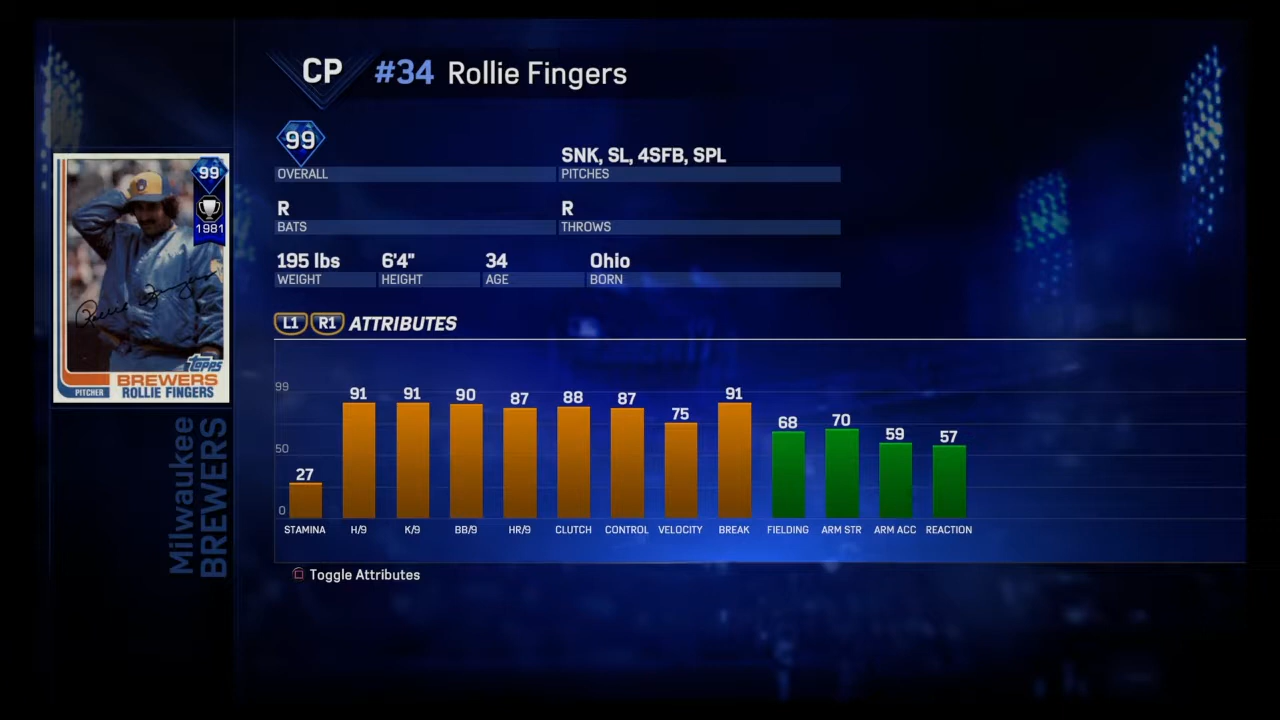 CP #34 Rollie Fingers
99
OVERALL
SNK, SL, 4SFB, SPL
PITCHES
R
BATS
R
THROWS
195 lbs 6'4" 34 Ohio
WEIGHT HEIGHT AGE BORN
99
1981
Rollie Fingers
Topps
BREWERS
PITCHER ROLLIE FINGERS
Milwaukee
BREWERS
L1 R1 ATTRIBUTES
99
50
0
27 91 91 90 87 88 87 75 91 68 70 59 57
STAMINA H/9 K/9 BB/9 HR/9 CLUTCH CONTROL VELOCITY BREAK FIELDING ARM STR ARM ACC REACTION
Toggle Attributes